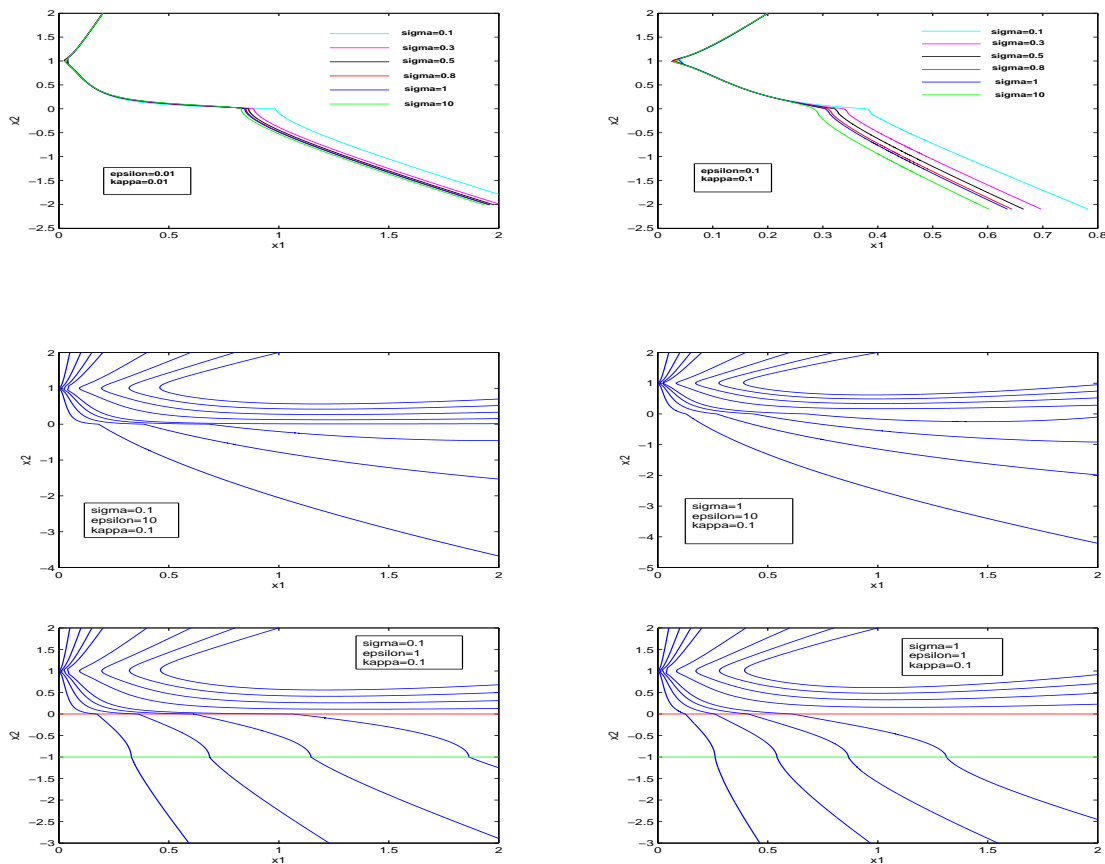 2
1.5
1
0.5
0
−0.5
−1
−1.5
−2
−2.5
x2
0
0.5
1
1.5
2
x1
sigma=0.1
sigma=0.3
sigma=0.5
sigma=0.8
sigma=1
sigma=10
epsilon=0.01
kappa=0.01
2
1.5
1
0.5
0
−0.5
−1
−1.5
−2
−2.5
x2
0
0.1
0.2
0.3
0.4
0.5
0.6
0.7
0.8
x1
sigma=0.1
sigma=0.3
sigma=0.5
sigma=0.8
sigma=1
sigma=10
epsilon=0.1
kappa=0.1
2
1
0
−1
−2
−3
−4
x2
0
0.5
1
1.5
2
x1
sigma=0.1
epsilon=10
kappa=0.1
2
1
0
−1
−2
−3
−4
−5
x2
0
0.5
1
1.5
2
x1
sigma=1
epsilon=10
kappa=0.1
2
1.5
1
0.5
0
−0.5
−1
−1.5
−2
−2.5
−3
x2
0
0.5
1
1.5
2
x1
sigma=0.1
epsilon=1
kappa=0.1
2
1.5
1
0.5
0
−0.5
−1
−1.5
−2
−2.5
−3
x2
0
0.5
1
1.5
2
x1
sigma=1
epsilon=1
kappa=0.1